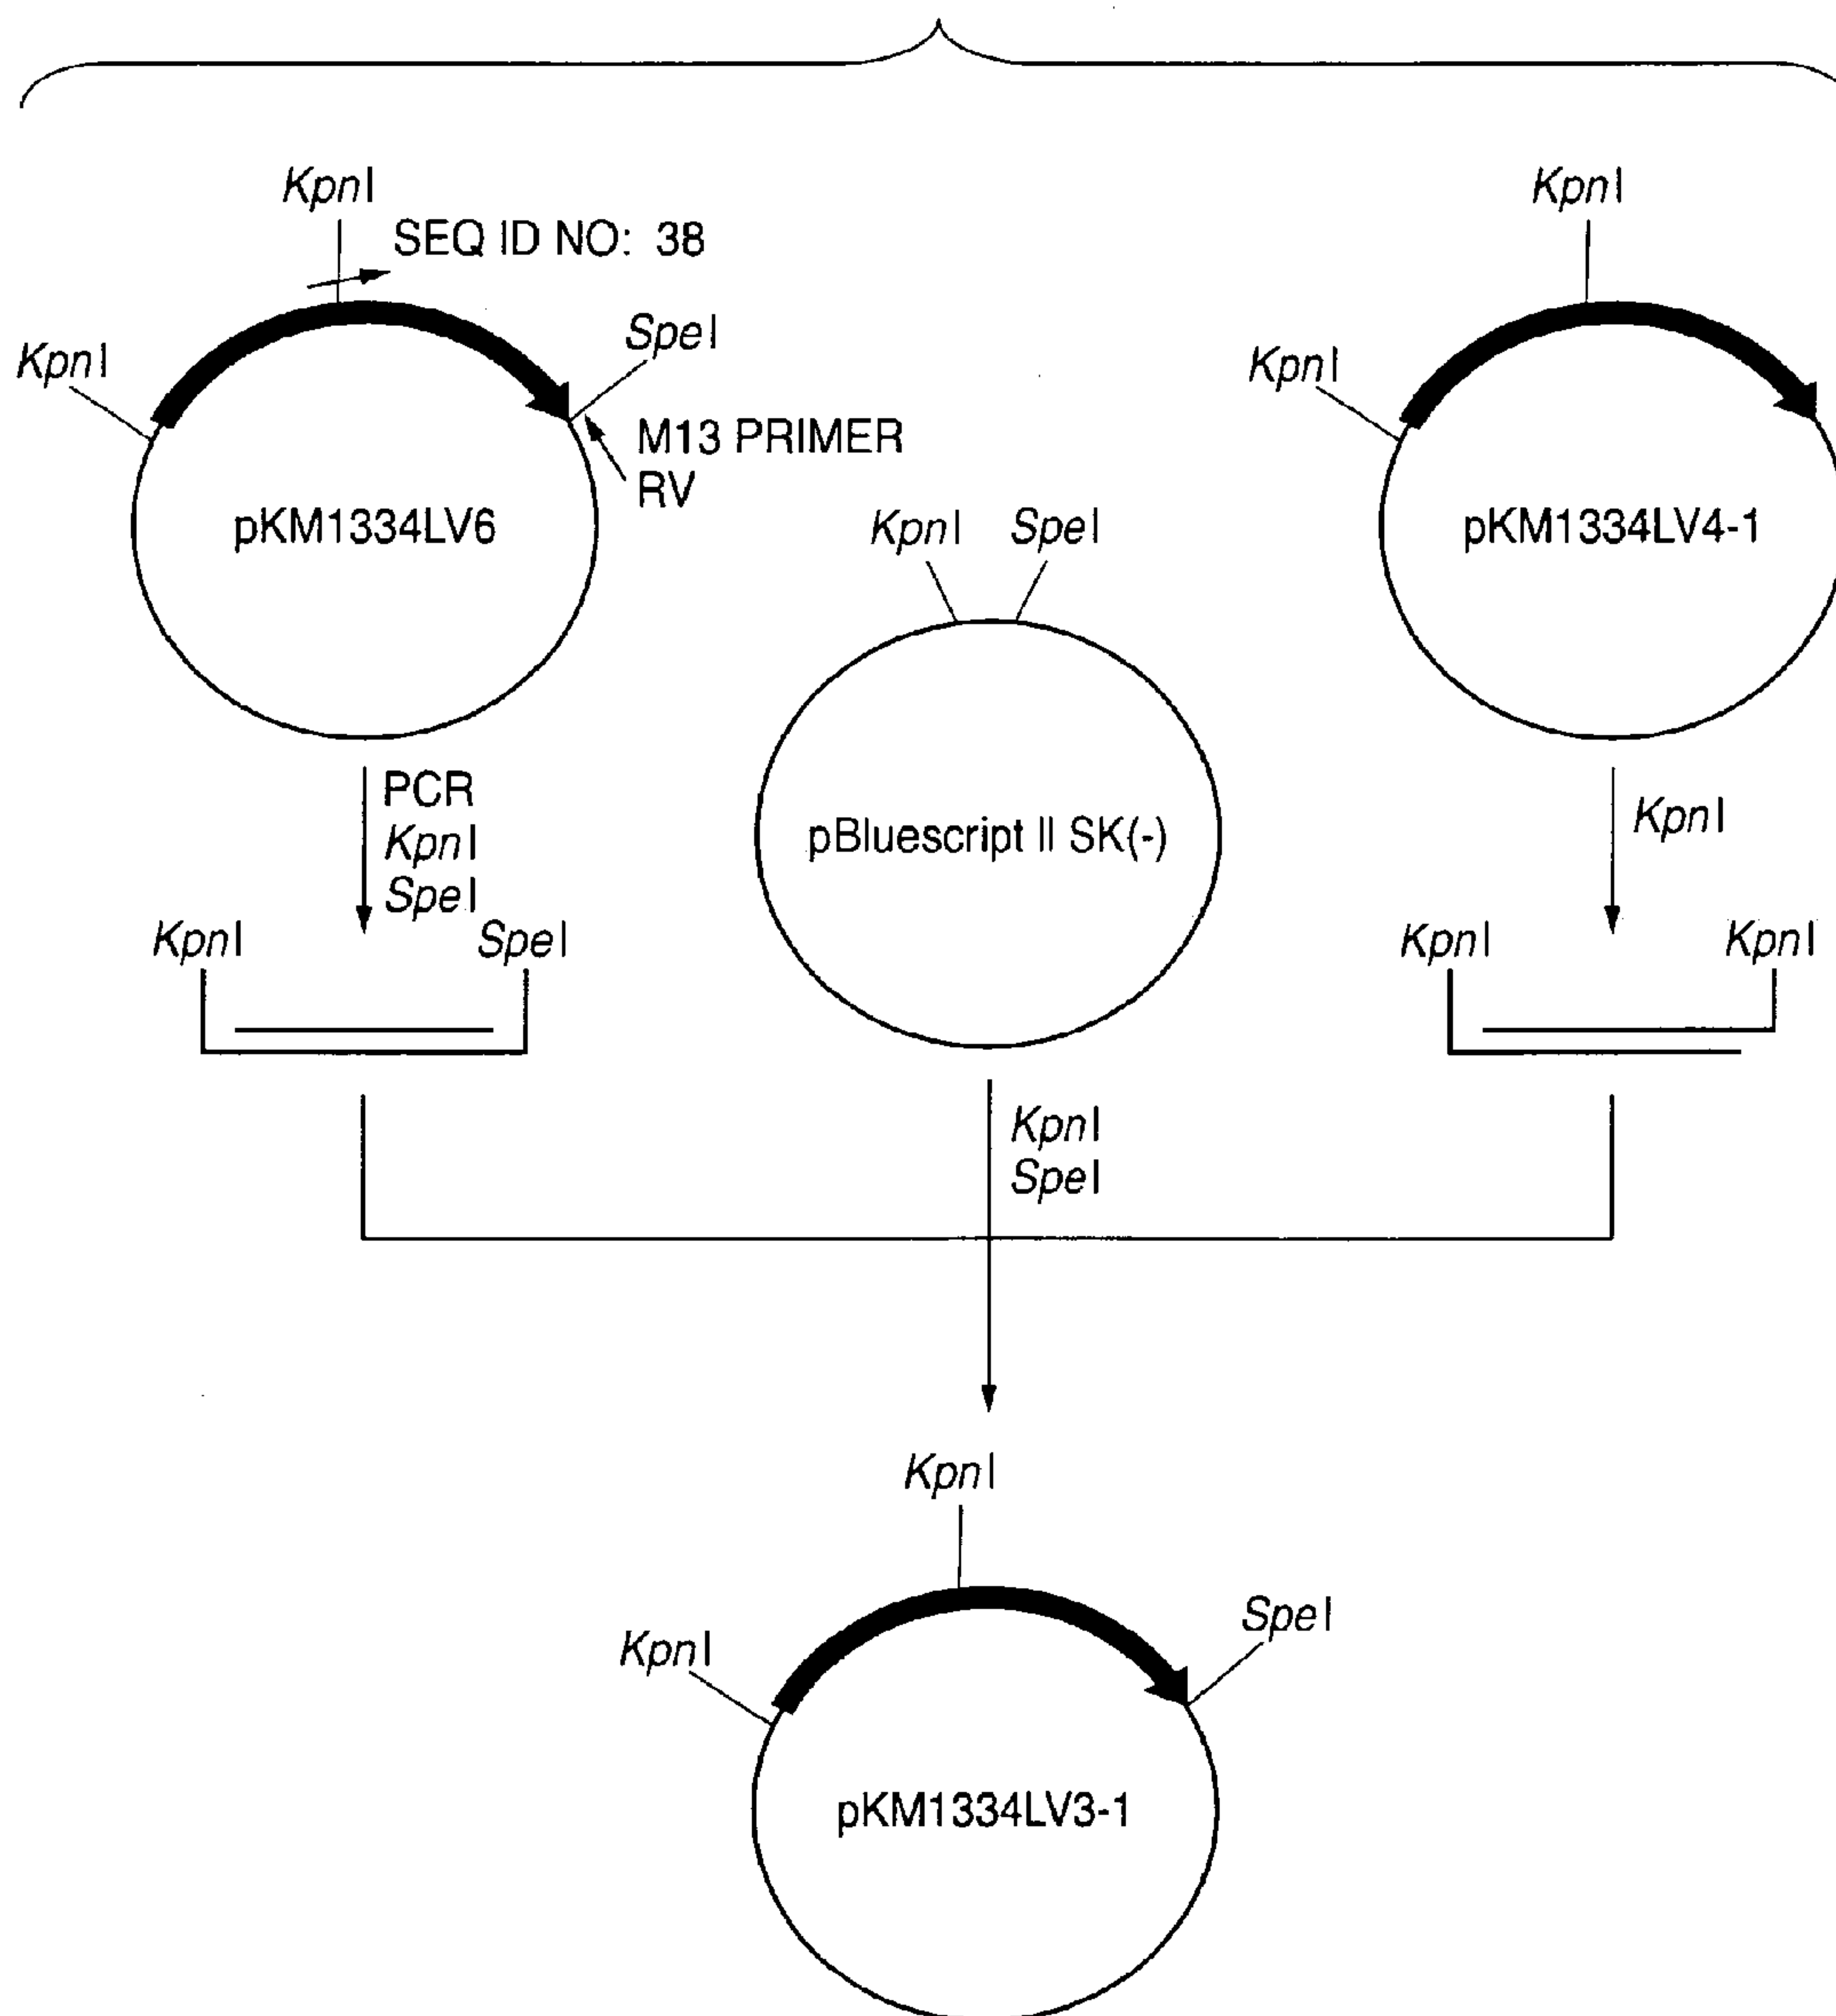 KpnI
KpnI
SEQ ID NO: 38
SpeI
KpnI
KpnI
M13 PRIMER
RV
pKM1334LV6
KpnI SpeI
pKM1334LV4-1
PCR
KpnI
SpeI
pBluescript II SK(-)
KpnI
KpnI SpeI
KpnI KpnI
KpnI
SpeI
KpnI
SpeI
KpnI
pKM1334LV3-1